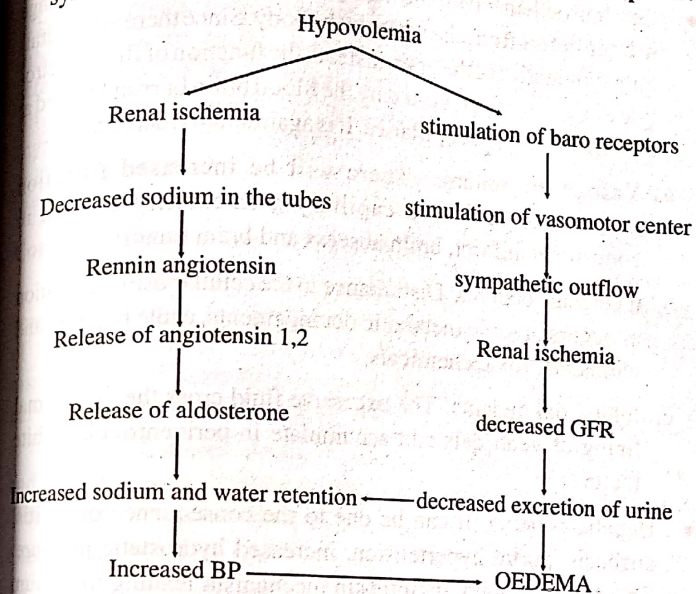 Hypovolemia
Renal ischemia
stimulation of baro receptors
Decreased sodium in the tubes
stimulation of vasomotor center
Rennin angiotensin
sympathetic outflow
Release of angiotensin 1,2
Renal ischemia
Release of aldosterone
decreased GFR
Increased sodium and water retention
decreased excretion of urine
Increased BP
OEDEMA